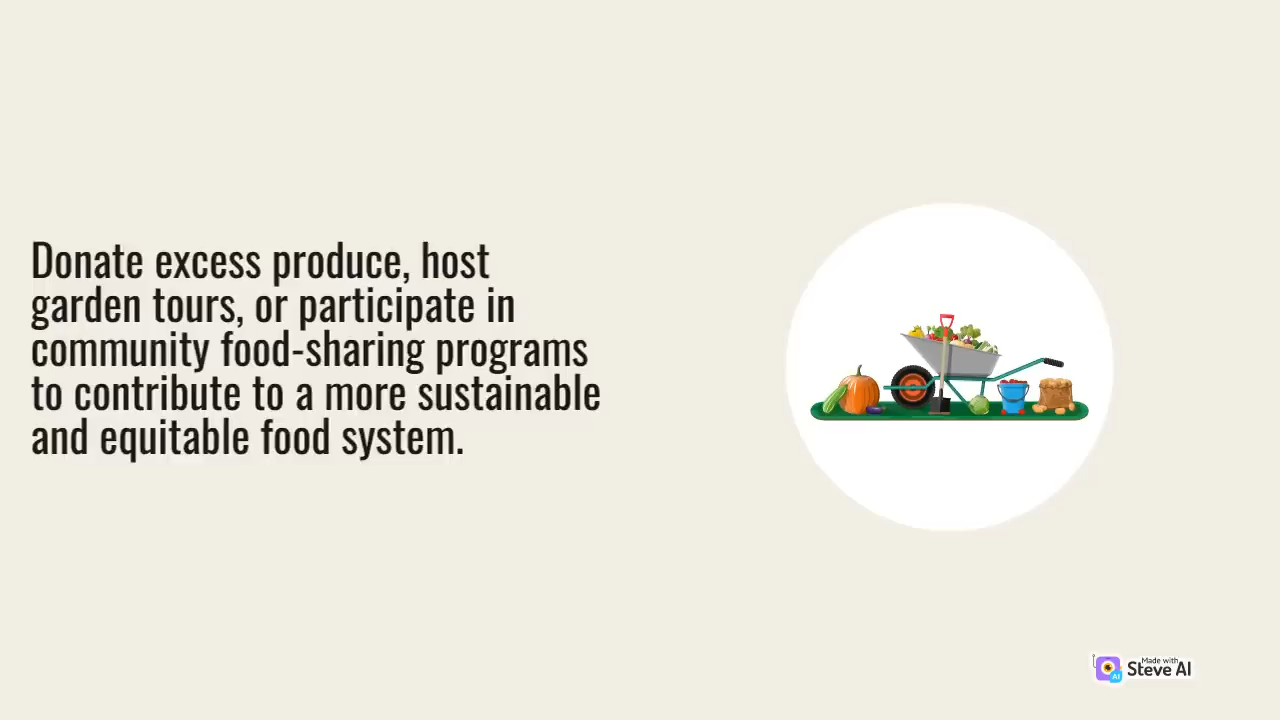 Donate excess produce, host
garden tours, or participate in
community food-sharing programs
to contribute to a more sustainable
and equitable food system.
Made with
Steve AI
AI